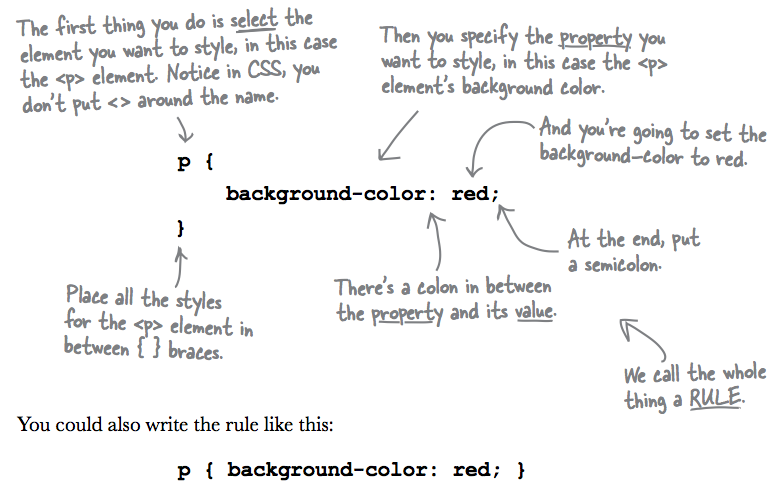 The first thing you do is select the
element you want to style, in this case
the <p> element. Notice in CSS, you
don't put <> around the name.
Then you specify the property you
want to style, in this case the <p>
element's background color.
And you're going to set the
background-color to red.
p {
background-color: red;
}
At the end, put
a semicolon.
Place all the styles
for the <p> element in
between { } braces.
There's a colon in between
the property and its value.
We call the whole
thing a RULE.
You could also write the rule like this:
p { background-color: red; }